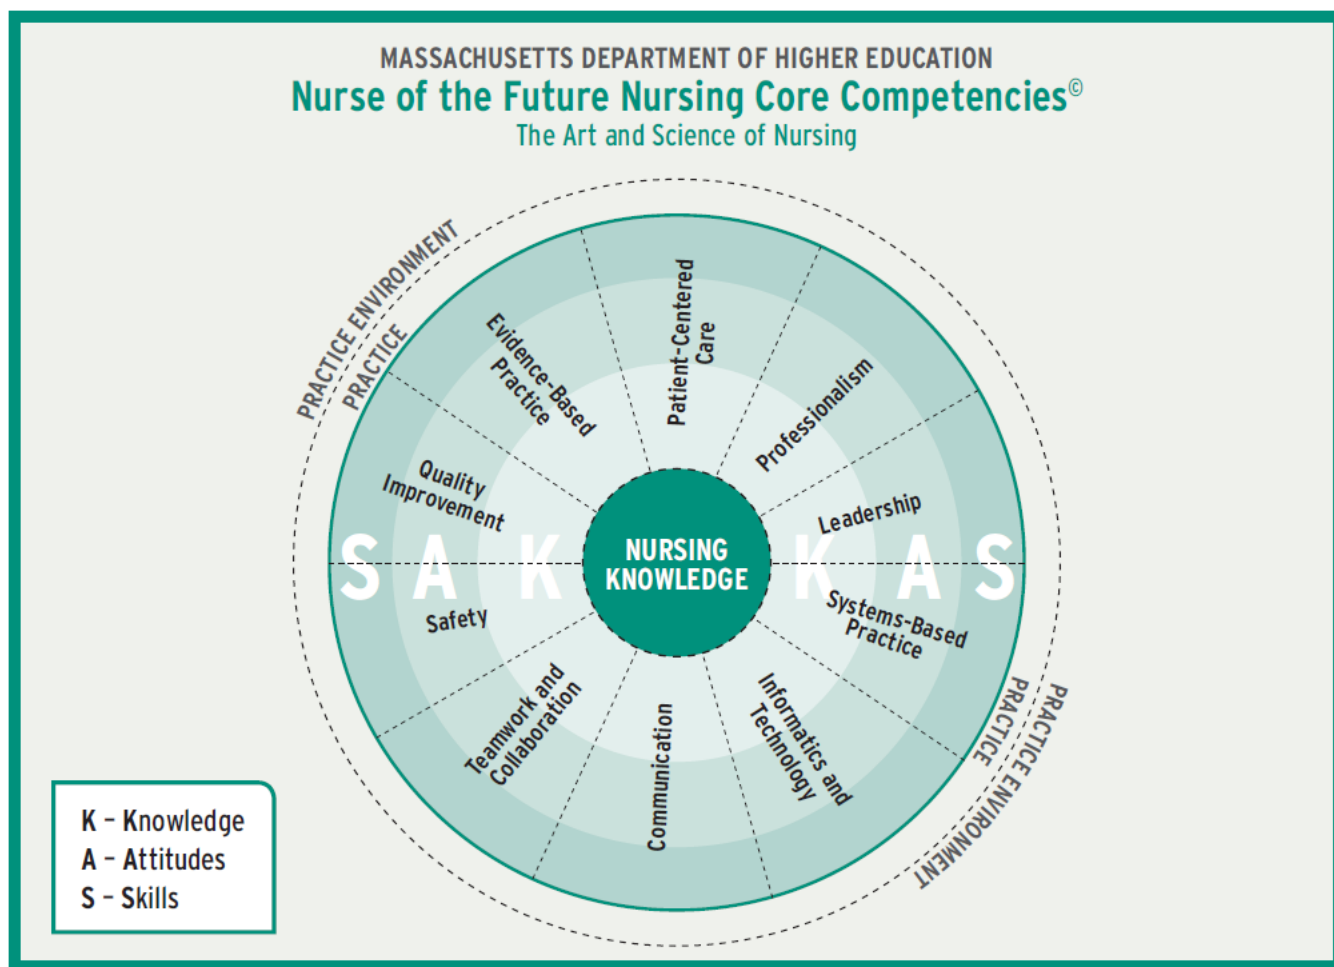 MASSACHUSETTS DEPARTMENT OF HIGHER EDUCATION
Nurse of the Future Nursing Core Competencies©
The Art and Science of Nursing
PRACTICE ENVIRONMENT
PRACTICE
Patient-Centered
Care
Professionalism
Leadership
Systems-Based
Practice
Informatics and
Technology
Communication
Teamwork and
Collaboration
Safety
Quality
Improvement
Evidence-Based
Practice
S A K
NURSING
KNOWLEDGE
K A S
PRACTICE
PRACTICE ENVIRONMENT
K – Knowledge
A – Attitudes
S – Skills